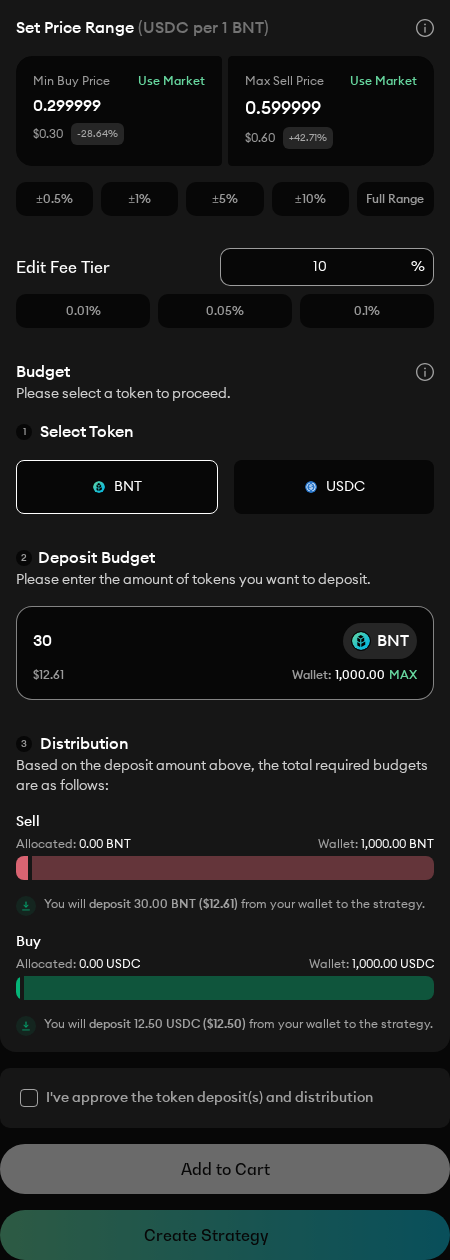 Set Price Range (USDC per 1 BNT)
Min Buy Price Use Market
0.299999
$0.30 -28.64%
Max Sell Price Use Market
0.599999
$0.60 +42.71%
±0.5% ±1% ±5% ±10% Full Range
Edit Fee Tier 10 %
0.01% 0.05% 0.1%
Budget
Please select a token to proceed.
1 Select Token
BNT USDC
2 Deposit Budget
Please enter the amount of tokens you want to deposit.
30 BNT
$12.61 Wallet: 1,000.00 MAX
3 Distribution
Based on the deposit amount above, the total required budgets
are as follows:
Sell
Allocated: 0.00 BNT Wallet: 1,000.00 BNT
You will deposit 30.00 BNT ($12.61) from your wallet to the strategy.
Buy
Allocated: 0.00 USDC Wallet: 1,000.00 USDC
You will deposit 12.50 USDC ($12.50) from your wallet to the strategy.
I've approve the token deposit(s) and distribution
Add to Cart
Create Strategy